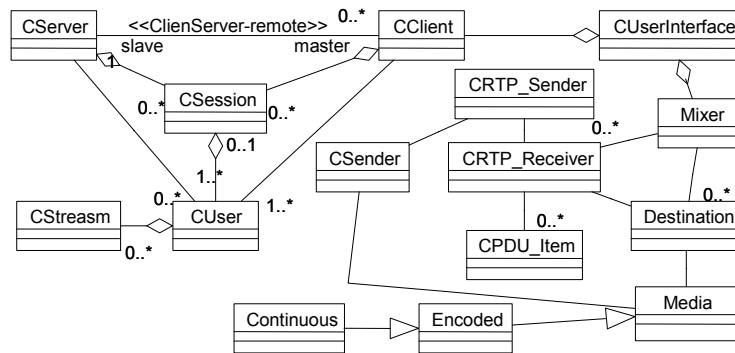 <<ClienServer-remote>>
0..*
CServer
CClient
CUserInterface
slave
master
1
CSession
CRTP_Sender
0..*
0..*
Mixer
0..*
0..1
CSender
CRTP_Receiver
1..*
0..*
1..*
0..*
CStreasm
CUser
Destination
0..*
0..*
CPDU_Item
Media
Continuous
Encoded